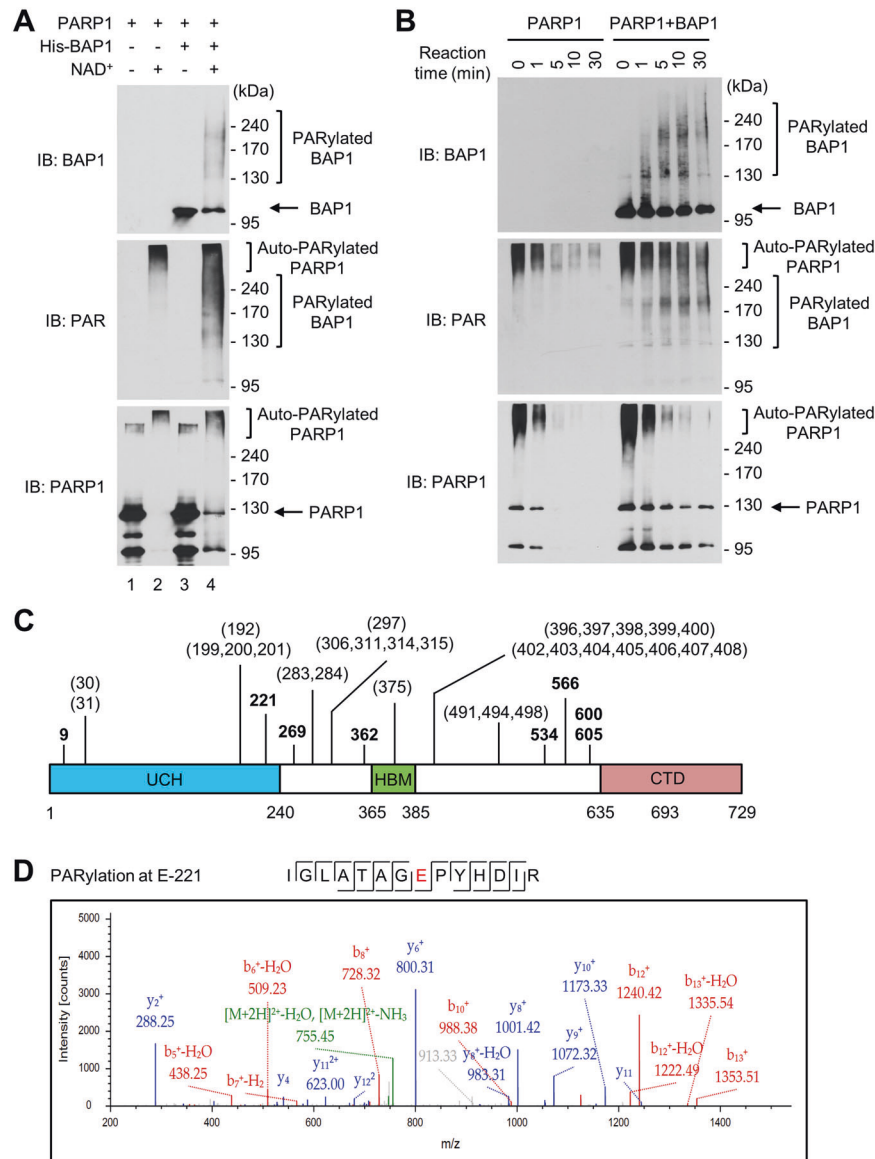 A
PARP1 + + + +
His-BAP1 - - + +
NAD⁺ - + - +
(kDa)
IB: BAP1
- 240
- 170
- 130
- 95
PARylated
BAP1
BAP1
IB: PAR
Auto-PARylated
PARP1
- 240
- 170
- 130
- 95
PARylated
BAP1
IB: PARP1
Auto-PARylated
PARP1
- 240
- 170
- 130
- 95
PARP1
1 2 3 4
B
PARP1 PARP1+BAP1
Reaction
time (min)
0 1 5 10 30 0 1 5 10 30
(kDa)
IB: BAP1
- 240
- 170
- 130
- 95
PARylated
BAP1
BAP1
IB: PAR
Auto-PARylated
PARP1
- 240
- 170
- 130
- 95
PARylated
BAP1
IB: PARP1
Auto-PARylated
PARP1
- 240
- 170
- 130
- 95
PARP1
C
(192)
(199,200,201)
(297)
(306,311,314,315)
(396,397,398,399,400)
(402,403,404,405,406,407,408)
(30)
(31)
(283,284)
(375)
(491,494,498)
566
9
221
269
362
534
600
605
UCH HBM CTD
1 240 365 385 635 693 729
D
PARylation at E-221
IGLATAGEPYHDIR
Intensity [counts]
5000
4000
3000
2000
1000
0
200 400 600 800 1000 1200 1400
m/z
y₂⁺
288.25
b₅⁺-H₂O
438.25
b₆⁺-H₂O
509.23
b₇⁺-H₂
[M+2H]²⁺-H₂O, [M+2H]²⁺-NH₃
755.45
y₄
y₁₁²⁺
623.00
y₁₂²
b₈⁺
728.32
y₆⁺
800.31
913.33
b₁₀⁺
988.38
y₈⁺-H₂O
983.31
y₈⁺
1001.42
y₉⁺
1072.32
y₁₀⁺
1173.33
y₁₁
b₁₂⁺
1240.42
b₁₂⁺-H₂O
1222.49
b₁₃⁺-H₂O
1335.54
b₁₃⁺
1353.51